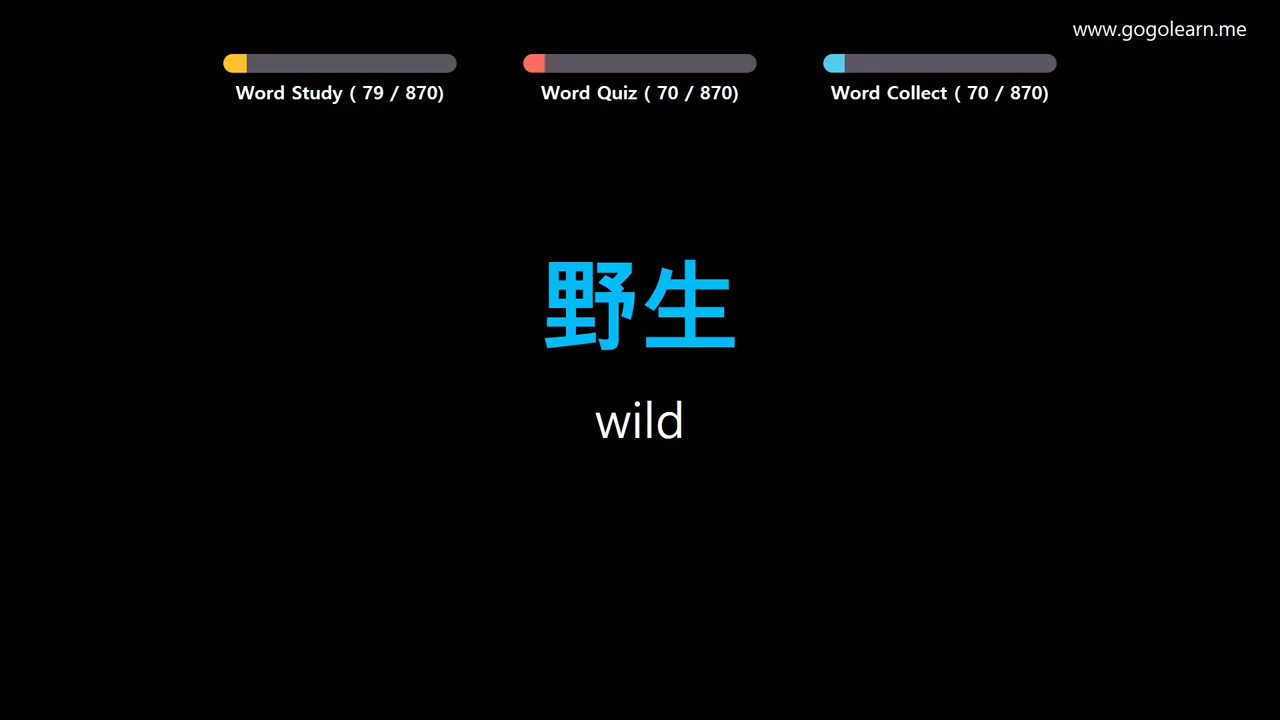 www.gogolearn.me
Word Study ( 79 / 870)
Word Quiz ( 70 / 870)
Word Collect ( 70 / 870)
野生
wild